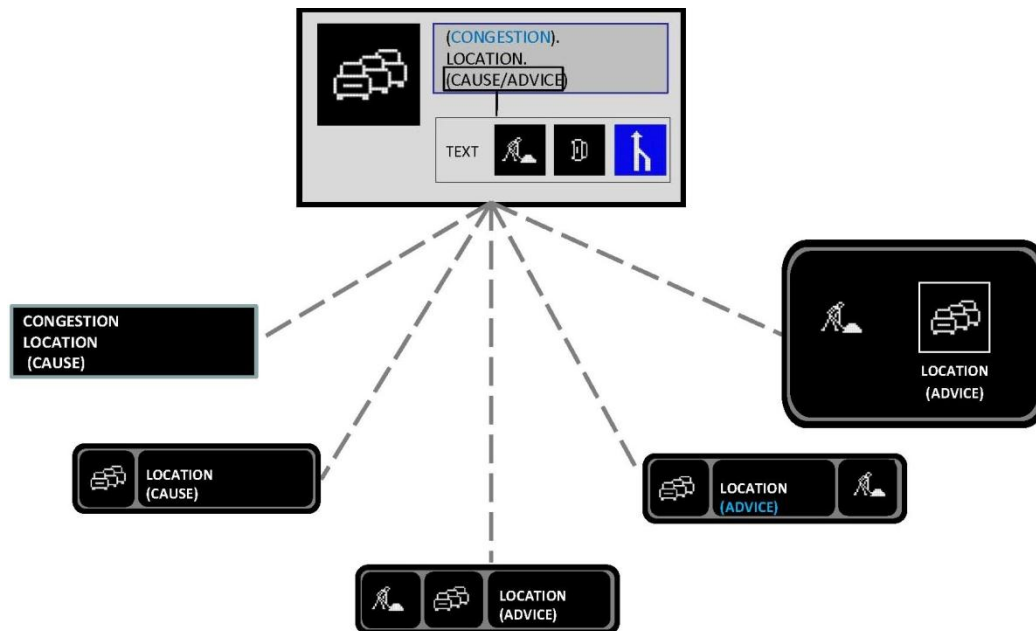 (CONGESTION).
LOCATION.
(CAUSE/ADVICE)
TEXT
CONGESTION
LOCATION
(CAUSE)
LOCATION
(ADVICE)
LOCATION
(CAUSE)
LOCATION
(ADVICE)
LOCATION
(ADVICE)